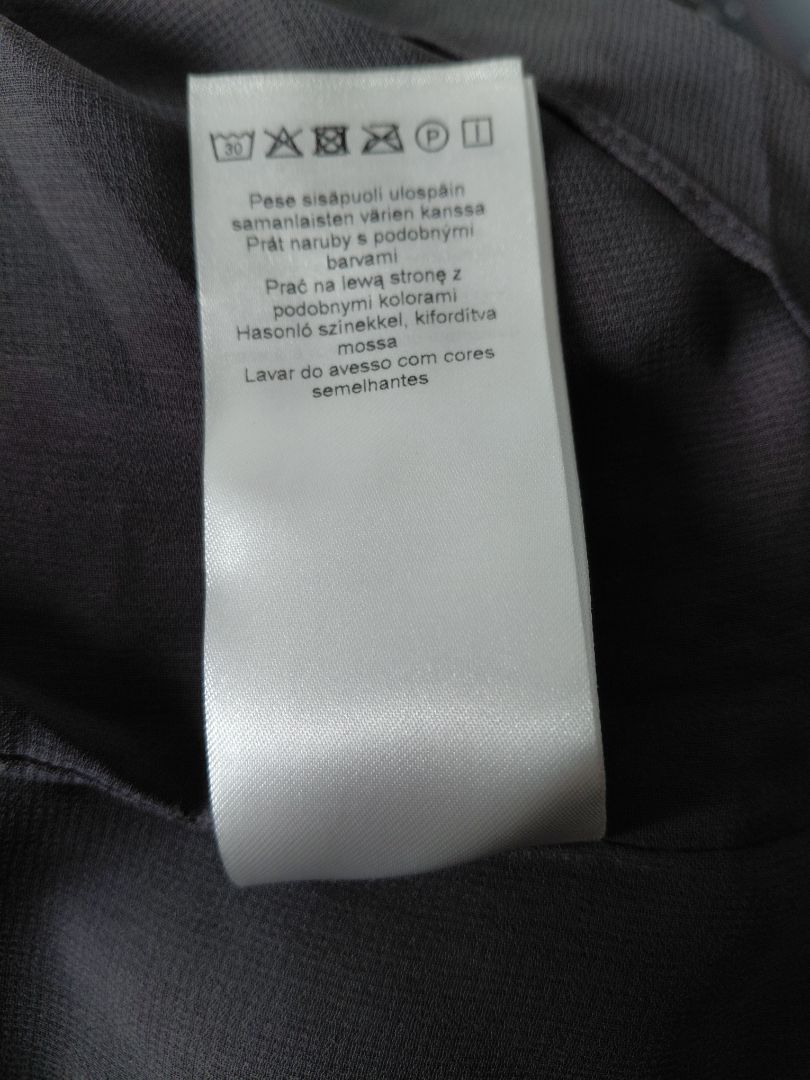 30 P
Pese sisäpuoli ulospäin
samanlaisten värien kanssa
Prát naruby s podobnými
barvami
Prać na lewą stronę z
podobnymi kolorami
Hasonló színekkel, kifordítva
mossa
Lavar do avesso com cores
semelhantes